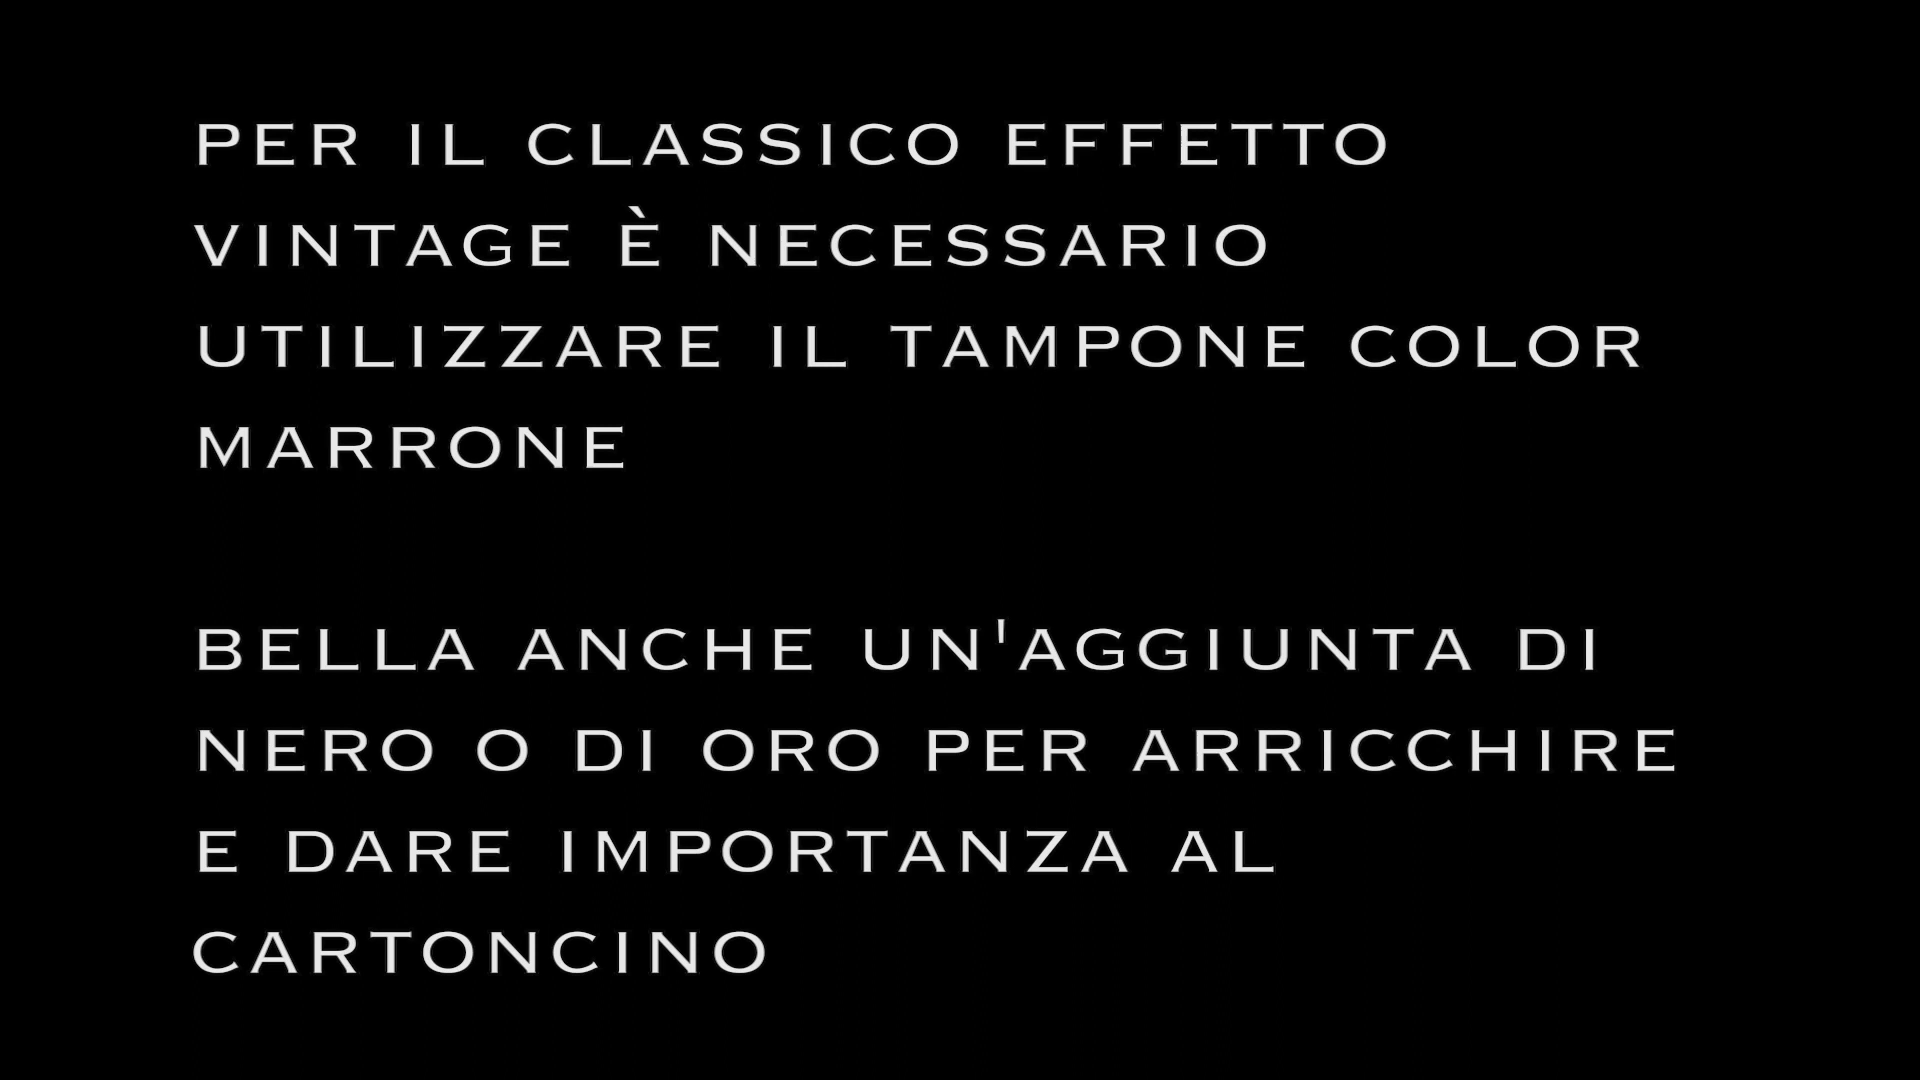 PER IL CLASSICO EFFETTO
VINTAGE È NECESSARIO
UTILIZZARE IL TAMPONE COLOR
MARRONE
BELLA ANCHE UN'AGGIUNTA DI
NERO O DI ORO PER ARRICCHIRE
E DARE IMPORTANZA AL
CARTONCINO